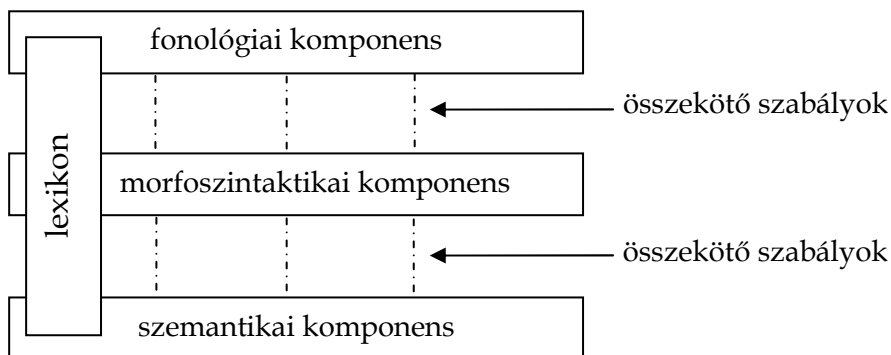 fonológiai komponens
összekötő szabályok
lexikon
morfoszintaktikai komponens
összekötő szabályok
szemantikai komponens